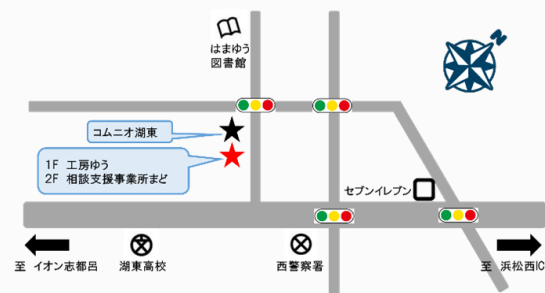 はまゆう
図書館
N
コムニオ湖東
1F 工房ゆう
2F 相談支援事業所まど
セブンイレブン
至 イオン志都呂
湖東高校
西警察署
至 浜松西IC